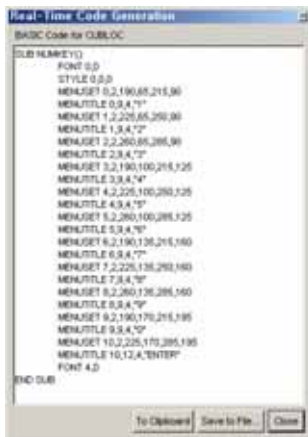 Real-Time Code Generation
BASIC Code for CUBLOC
SUB NUMKEY()
FONT 0,0
STYLE 0,0,0
MENUSET 0,2,190,65,215,90
MENUTITLE 0,9,4,"1"
MENUSET 1,2,225,65,250,90
MENUTITLE 1,9,4,"2"
MENUSET 2,2,260,65,285,90
MENUTITLE 2,9,4,"3"
MENUSET 3,2,190,100,215,125
MENUTITLE 3,9,4,"4"
MENUSET 4,2,225,100,250,125
MENUTITLE 4,9,4,"5"
MENUSET 5,2,260,100,285,125
MENUTITLE 5,9,4,"6"
MENUSET 6,2,190,135,215,160
MENUTITLE 6,9,4,"7"
MENUSET 7,2,225,135,250,160
MENUTITLE 7,9,4,"8"
MENUSET 8,2,260,135,285,160
MENUTITLE 8,9,4,"9"
MENUSET 9,2,190,170,215,195
MENUTITLE 9,9,4,"0"
MENUSET 10,2,225,170,285,195
MENUTITLE 10,12,4,"ENTER"
FONT 4,0
END SUB
To Clipboard Save to File... Close